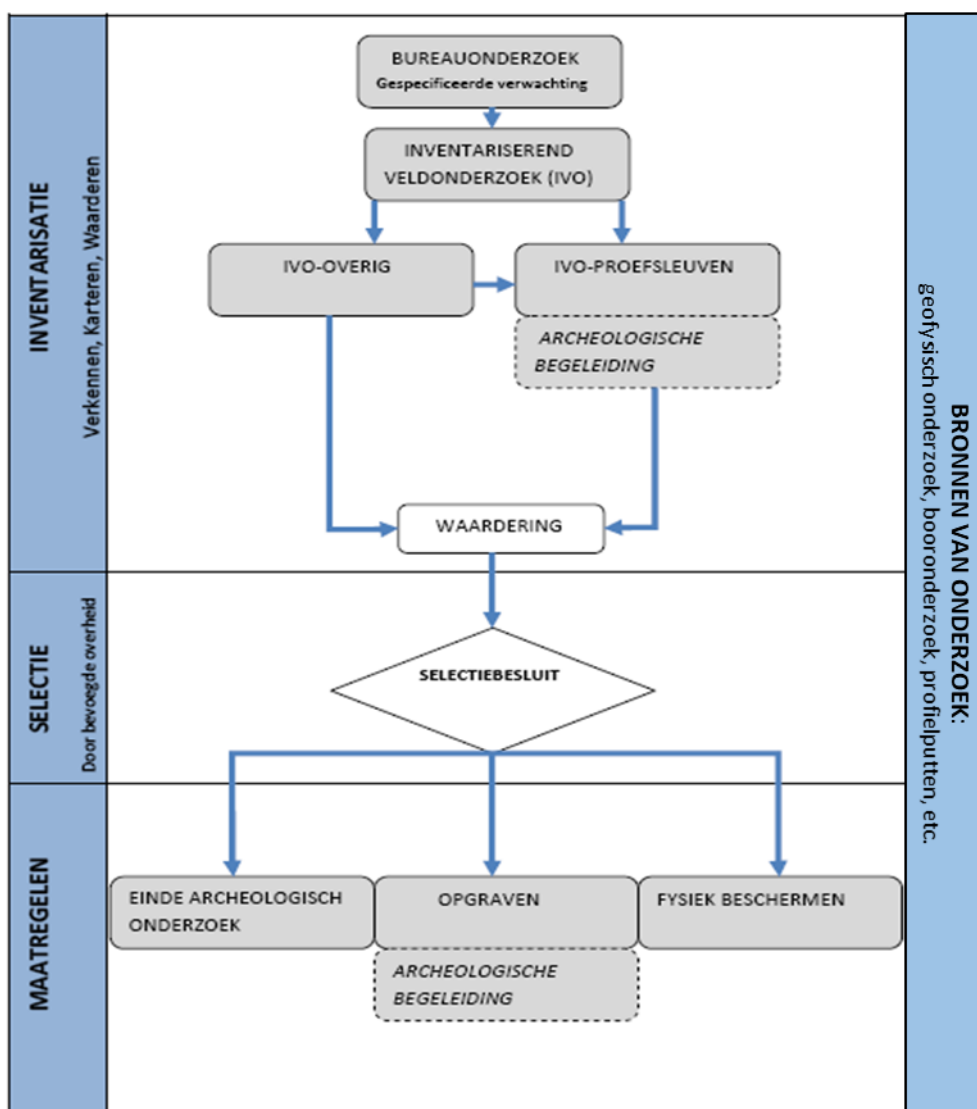 INVENTARISATIE
Verkennen, Karteren, Waarderen
BUREAUONDERZOEK
Gespecificeerde verwachting
INVENTARISEREND
VELDONDERZOEK (IVO)
IVO-OVERIG
IVO-PROEFSLEUVEN
ARCHEOLOGISCHE
BEGELEIDING
WAARDERING
SELECTIE
Door bevoegde overheid
SELECTIEBESLUIT
MAATREGELEN
EINDE ARCHEOLOGISCH
ONDERZOEK
OPGRAVEN
ARCHEOLOGISCHE
BEGELEIDING
FYSIEK BESCHERMEN
BRONNEN VAN ONDERZOEK:
geofysisch onderzoek, booronderzoek, profielputten, etc.